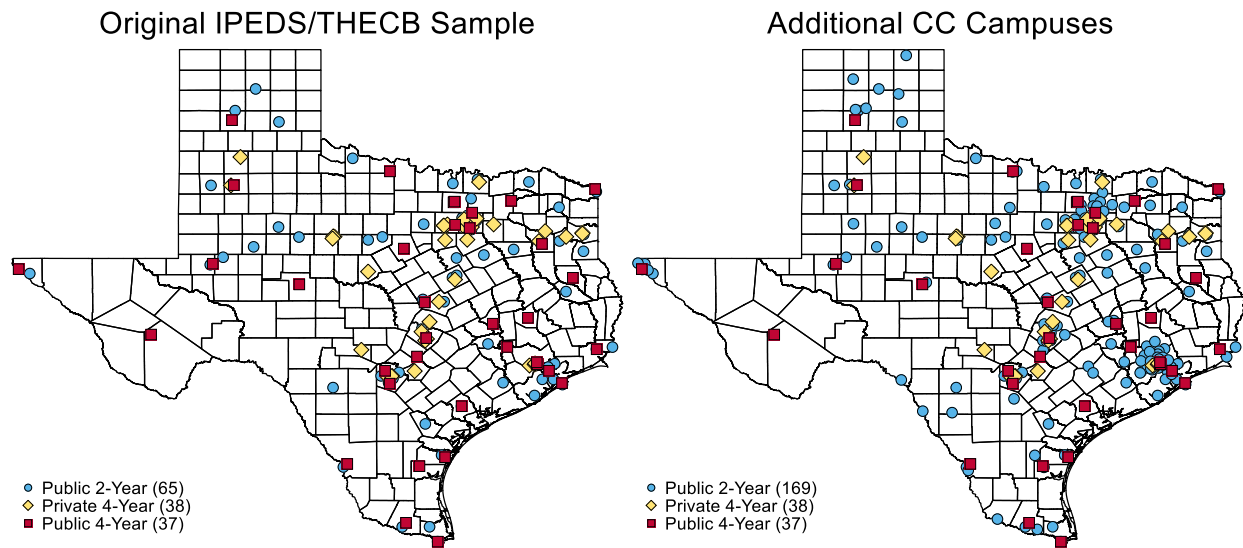 Original IPEDS/THECB Sample
Public 2-Year (65)
Private 4-Year (38)
Public 4-Year (37)
Additional CC Campuses
Public 2-Year (169)
Private 4-Year (38)
Public 4-Year (37)